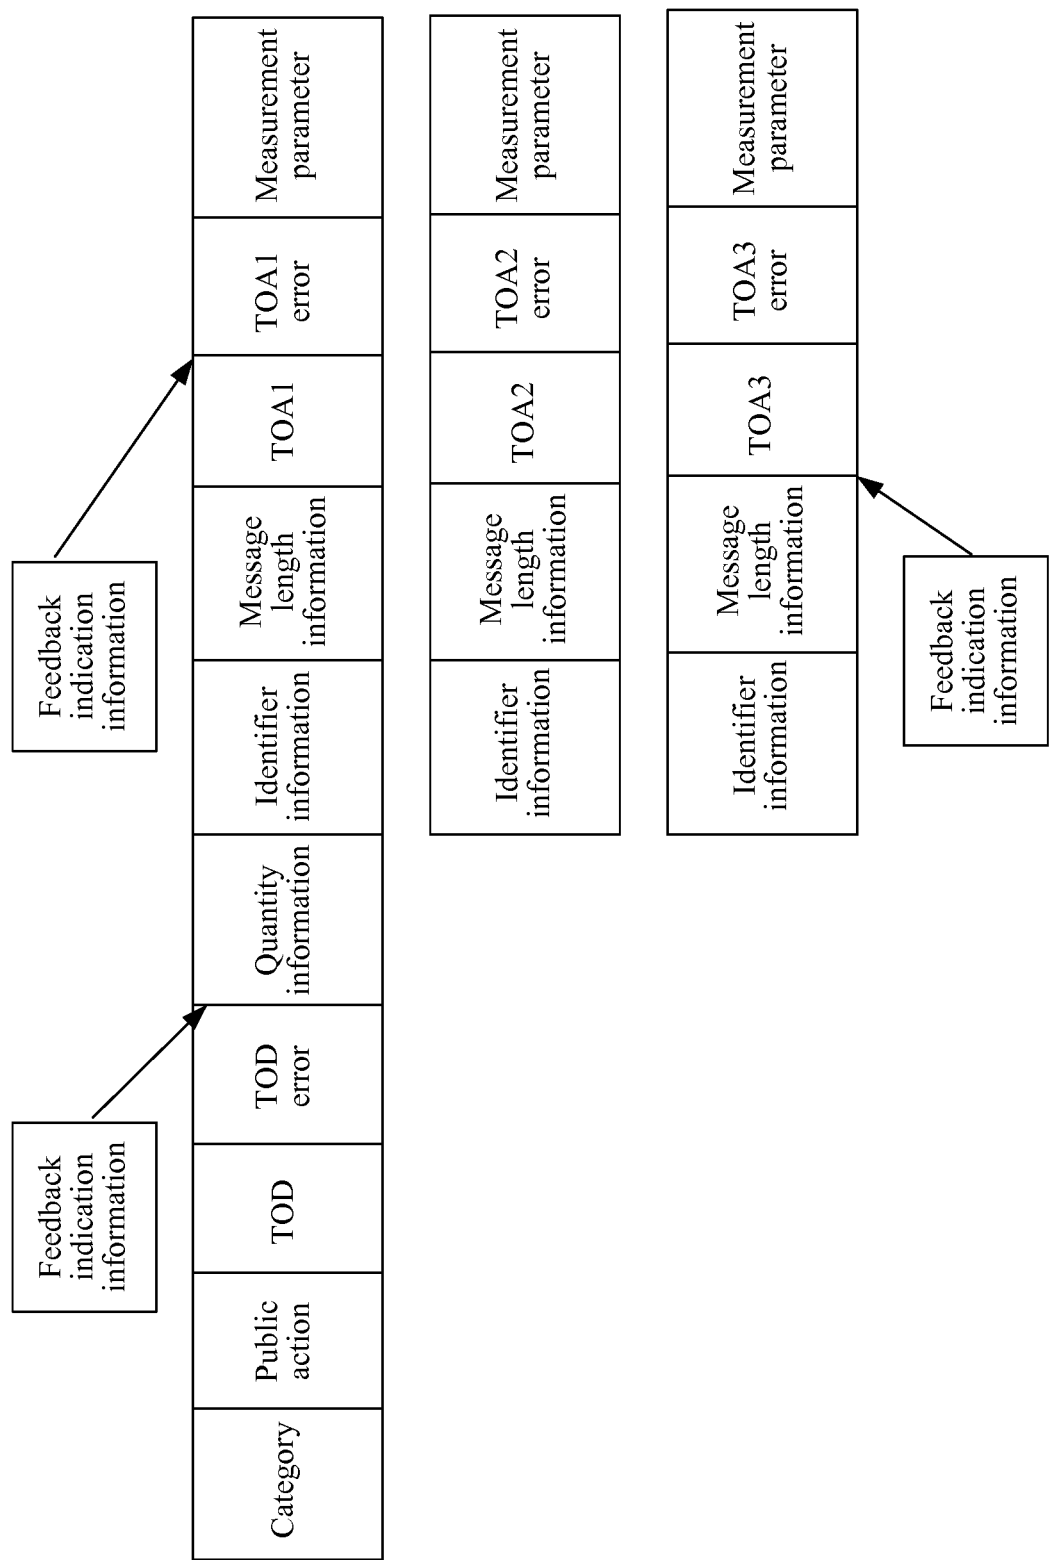 Feedback
indication
information
Feedback
indication
information
Category
Public
action
TOD
TOD
error
Quantity
information
Identifier
information
Message
length
information
TOA1
TOA1
error
Measurement
parameter
Identifier
information
Message
length
information
TOA2
TOA2
error
Measurement
parameter
Identifier
information
Message
length
information
TOA3
TOA3
error
Measurement
parameter
Feedback
indication
information